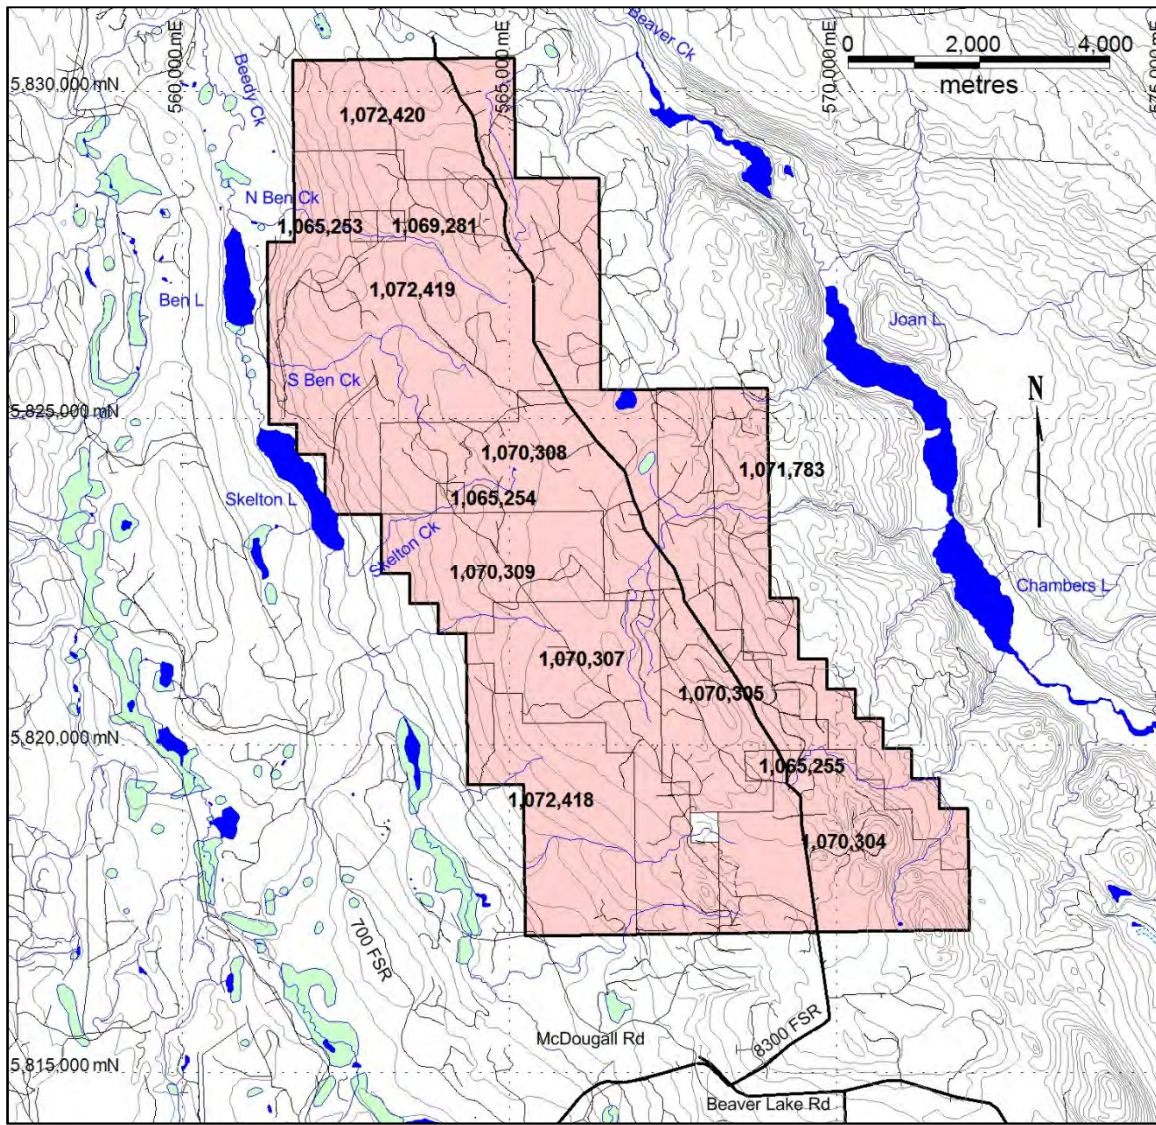 Beaver Ck
0 2,000 4,000
metres
560,000 mE
565,000 mE
570,000 mE
5,830,000 mN
Beedy Ck
1,072,420
N Ben Ck
1,065,253
1,069,281
Ben L
1,072,419
Joan L.
S Ben Ck
N
5,825,000 mN
1,070,308
1,071,783
Skelton L
1,065,254
Skelton Ck
1,070,309
Chambers L
1,070,307
1,070,305
5,820,000 mN
1,065,255
1,072,418
1,070,304
700 FSR
McDougall Rd
8300 FSR
5,815,000 mN
Beaver Lake Rd